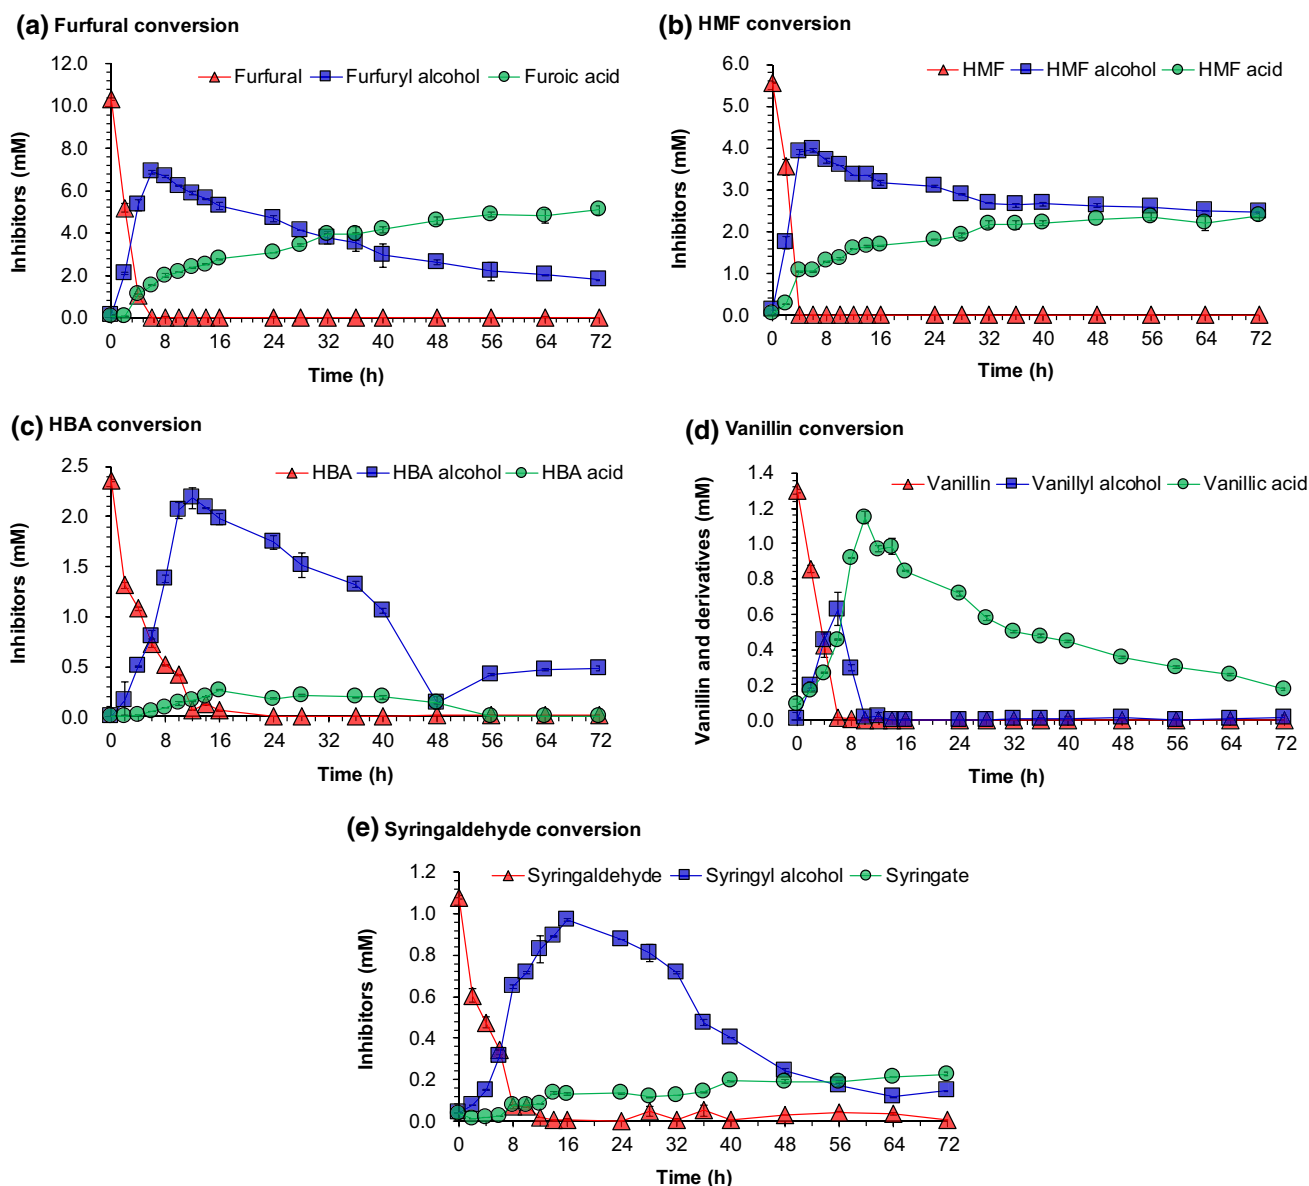 (a) Furfural conversion
12.0
10.0
8.0
6.0
4.0
2.0
0.0
Inhibitors (mM)
Furfural Furfuryl alcohol Furoic acid
0 8 16 24 32 40 48 56 64 72
Time (h)
(b) HMF conversion
6.0
5.0
4.0
3.0
2.0
1.0
0.0
Inhibitors (mM)
HMF HMF alcohol HMF acid
0 8 16 24 32 40 48 56 64 72
Time (h)
(c) HBA conversion
2.5
2.0
1.5
1.0
0.5
0.0
Inhibitors (mM)
HBA HBA alcohol HBA acid
0 8 16 24 32 40 48 56 64 72
Time (h)
(d) Vanillin conversion
1.4
1.2
1.0
0.8
0.6
0.4
0.2
0.0
Vanillin and derivatives (mM)
Vanillin Vanillyl alcohol Vanillic acid
0 8 16 24 32 40 48 56 64 72
Time (h)
(e) Syringaldehyde conversion
1.2
1.0
0.8
0.6
0.4
0.2
0.0
Inhibitors (mM)
Syringaldehyde Syringyl alcohol Syringate
0 8 16 24 32 40 48 56 64 72
Time (h)